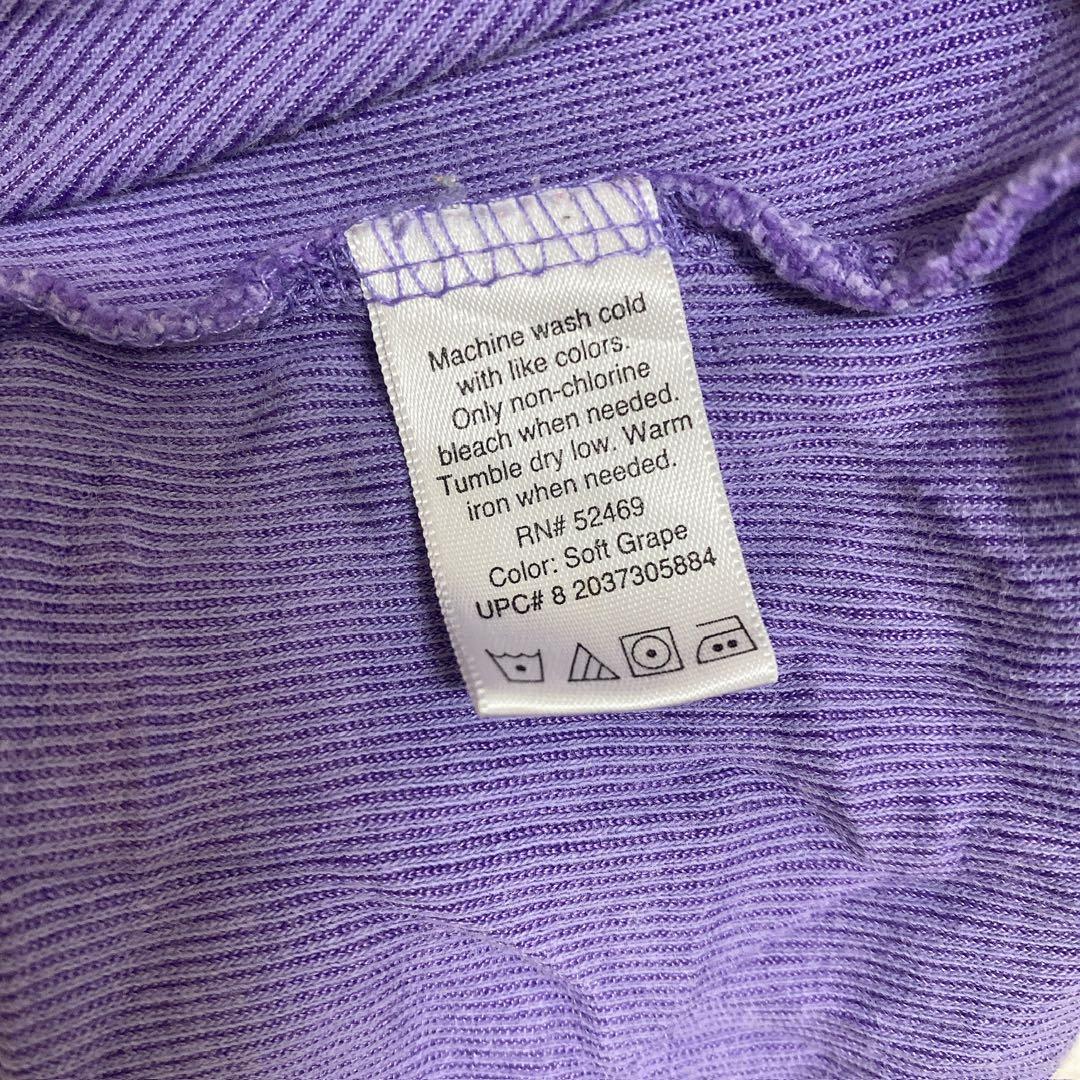 Machine wash cold
with like colors.
Only non-chlorine
bleach when needed.
Tumble dry low. Warm
iron when needed.
RN# 52469
Color: Soft Grape
UPC# 8 2037305884